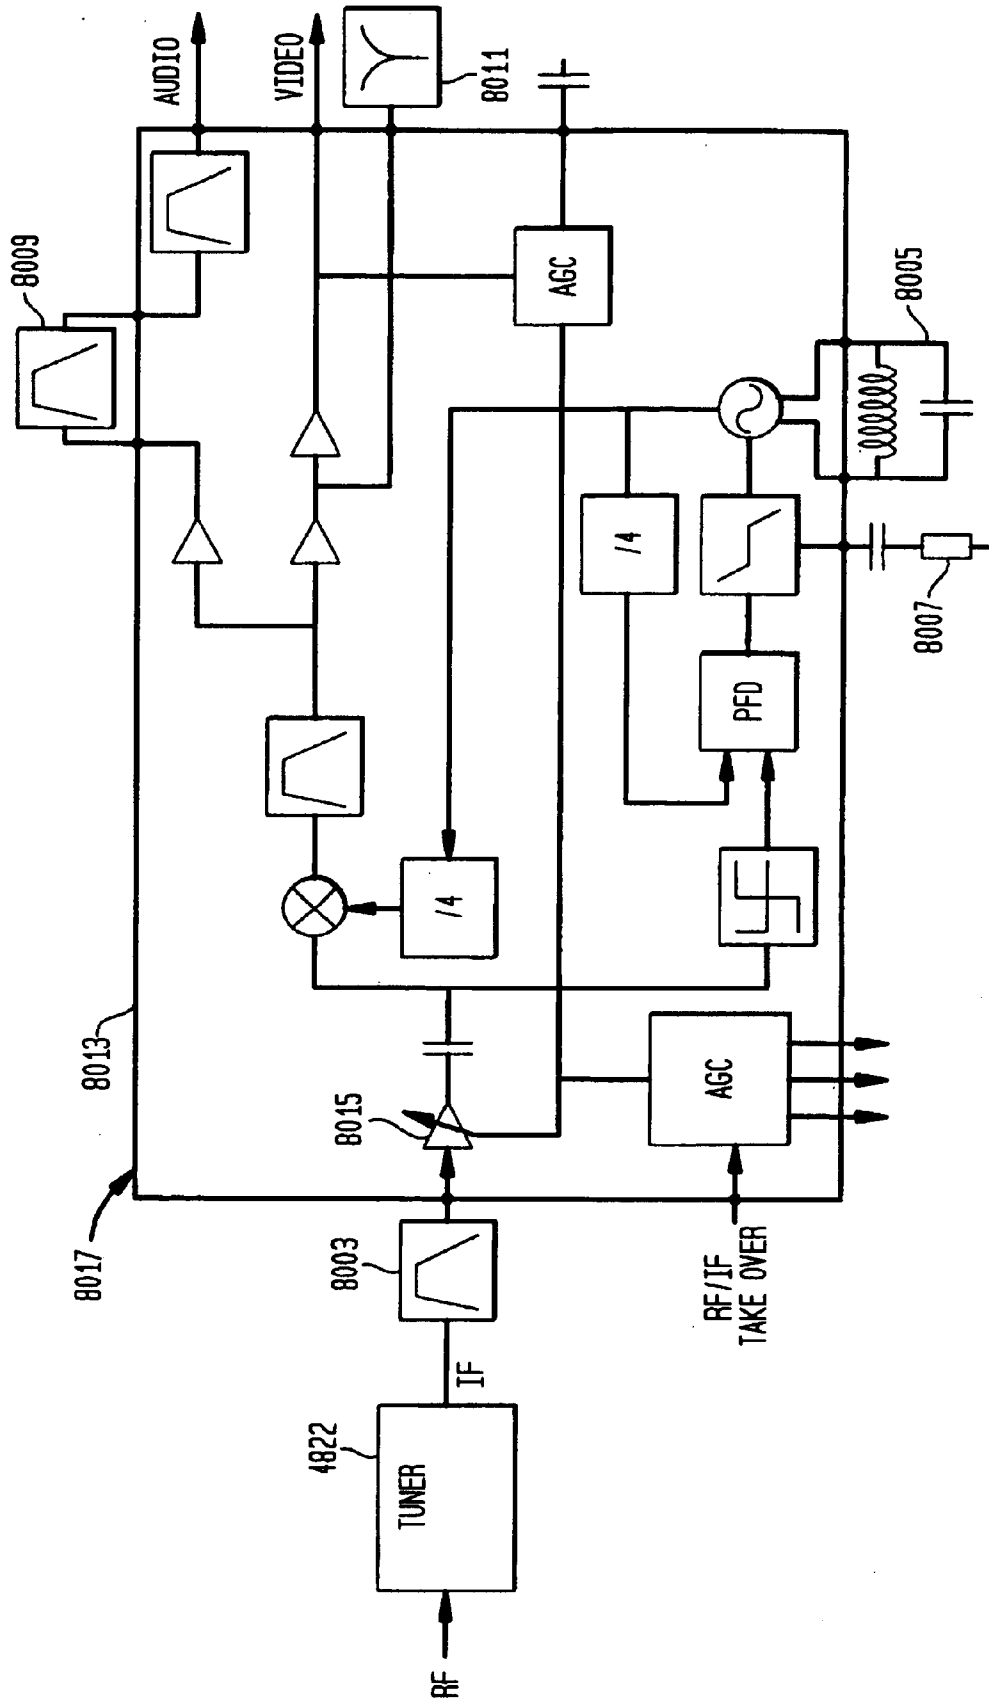 RF
TUNER
4822
IF
8003
8017
8013
8015
RF/IF
TAKE OVER
AGC
/4
PFD
/4
AGC
8009
AUDIO
VIDEO
8011
8005
8007